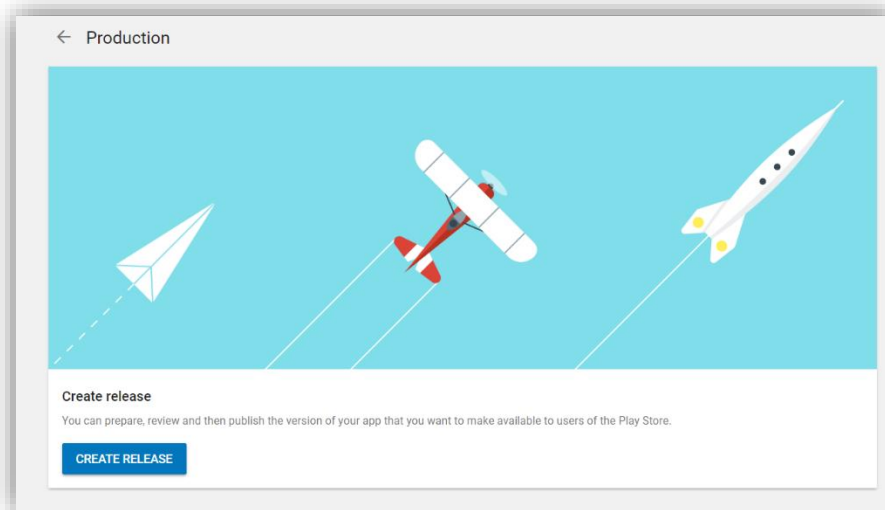 Production
Create release
You can prepare, review and then publish the version of your app that you want to make available to users of the Play Store.
CREATE RELEASE